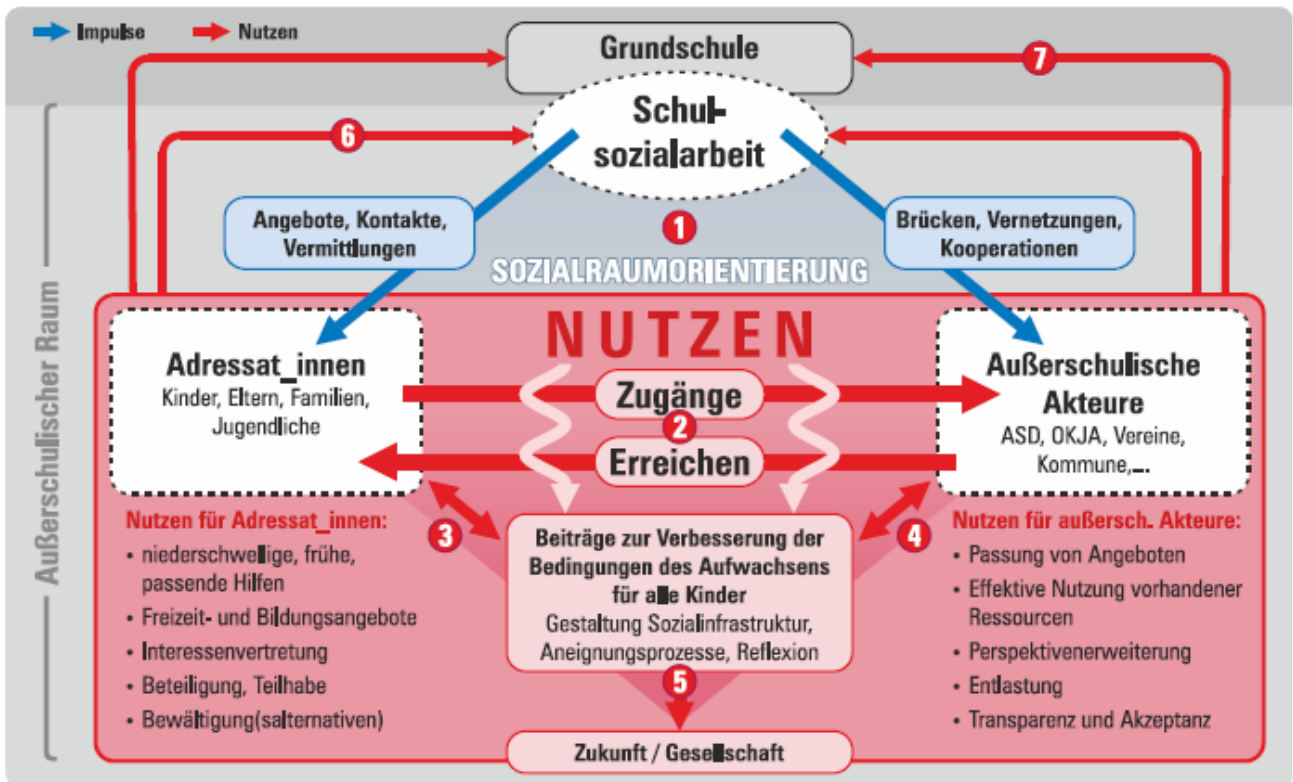 Impulse
Nutzen
Grundschule
7
Schul-
sozialarbeit
6
Angebote, Kontakte,
Vermittlungen
1
Brücken, Vernetzungen,
Kooperationen
SOZIALRAUMORIENTIERUNG
Außerschulischer Raum
NUTZEN
Adressat_innen
Kinder, Eltern, Familien,
Jugendliche
Zugänge
2
Erreichen
Außerschulische
Akteure
ASD, OKJA, Vereine,
Kommune,...
Nutzen für Adressat_innen:
• niederschwellige, frühe,
passende Hilfen
• Freizeit- und Bildungsangebote
• Interessenvertretung
• Beteiligung, Teilhabe
• Bewältigung(salternativen)
3
Beiträge zur Verbesserung der
Bedingungen des Aufwachsens
für alle Kinder
Gestaltung Sozialinfrastruktur,
Aneignungsprozesse, Reflexion
4
Nutzen für außersch. Akteure:
• Passung von Angeboten
• Effektive Nutzung vorhandener
Ressourcen
• Perspektivenerweiterung
• Entlastung
• Transparenz und Akzeptanz
5
Zukunft / Gesellschaft